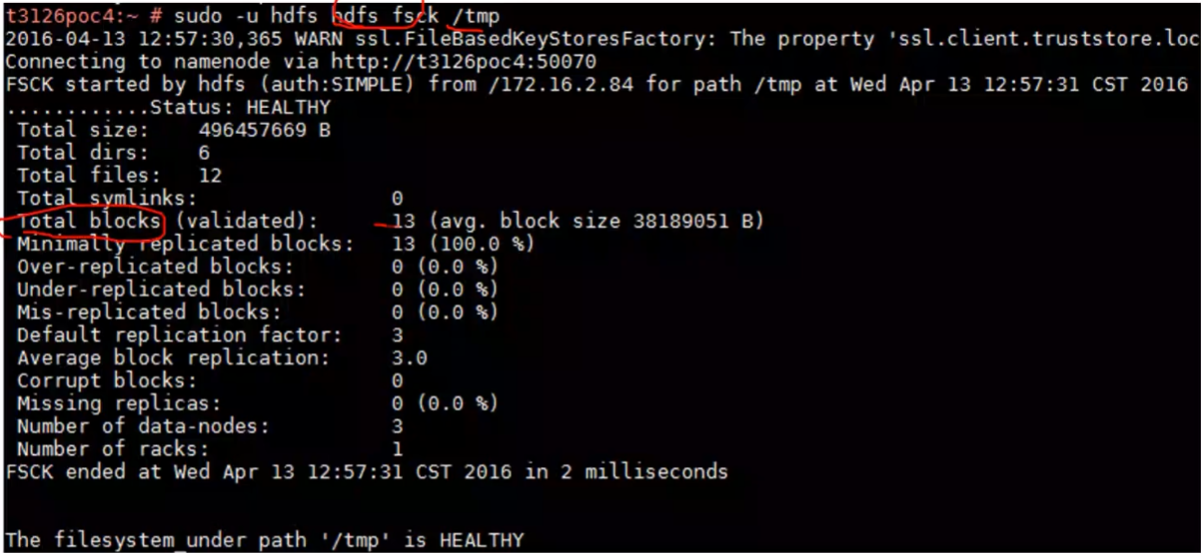 t3126poc4:~ # sudo -u hdfs hdfs fsck /tmp
2016-04-13 12:57:30,365 WARN ssl.FileBasedKeyStoresFactory: The property 'ssl.client.truststore.loc
Connecting to namenode via http://t3126poc4:50070
FSCK started by hdfs (auth:SIMPLE) from /172.16.2.84 for path /tmp at Wed Apr 13 12:57:31 CST 2016
............Status: HEALTHY
Total size: 496457669 B
Total dirs: 6
Total files: 12
Total symlinks: 0
Total blocks (validated): 13 (avg. block size 38189051 B)
Minimally replicated blocks: 13 (100.0 %)
Over-replicated blocks: 0 (0.0 %)
Under-replicated blocks: 0 (0.0 %)
Mis-replicated blocks: 0 (0.0 %)
Default replication factor: 3
Average block replication: 3.0
Corrupt blocks: 0
Missing replicas: 0 (0.0 %)
Number of data-nodes: 3
Number of racks: 1
FSCK ended at Wed Apr 13 12:57:31 CST 2016 in 2 milliseconds
The filesystem under path '/tmp' is HEALTHY